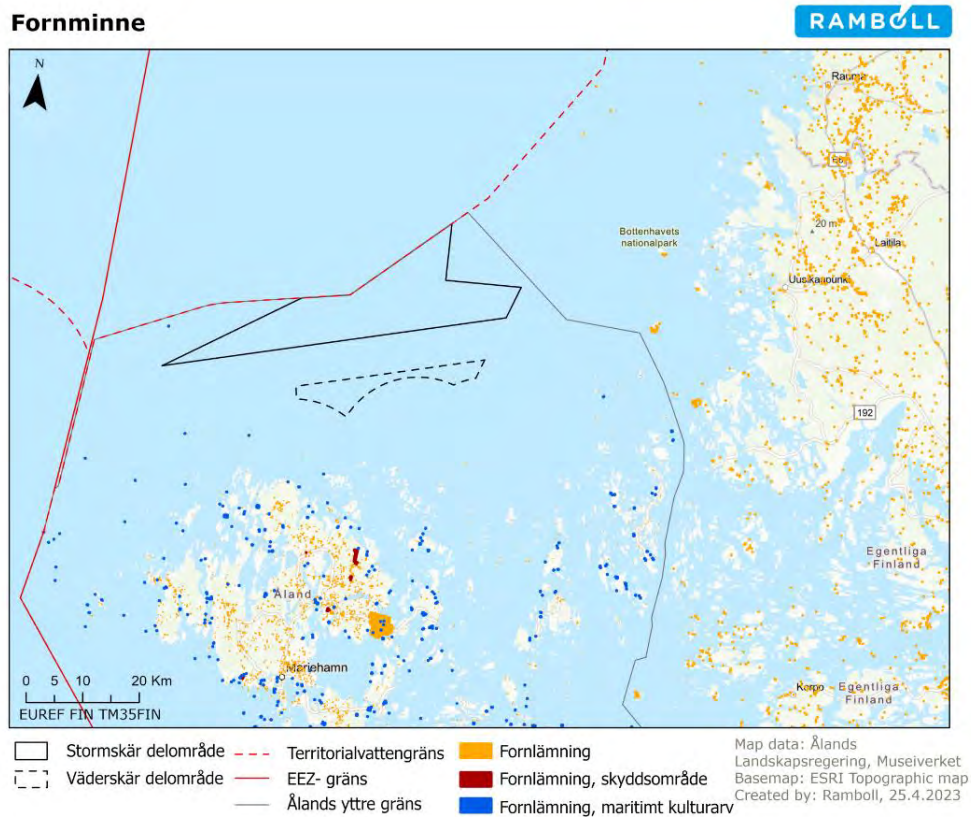 Fornminne
RAMBOLL
N
Rauma
E8
Bottenhavets
nationalpark
20 m
Laitila
Uusikaupunki
192
Egentliga
Finland
Åland
Mariehamn
0 5 10 20 Km
Korpo
Egentliga
Finland
EUREF FIN TM35FIN
Stormskär delområde
Väderskär delområde
Territorialvattengräns
EEZ- gräns
Ålands yttre gräns
Fornlämning
Fornlämning, skyddsområde
Fornlämning, maritimt kulturarv
Map data: Ålands
Landskapsregering, Museiverket
Basemap: ESRI Topographic map
Created by: Ramboll, 25.4.2023